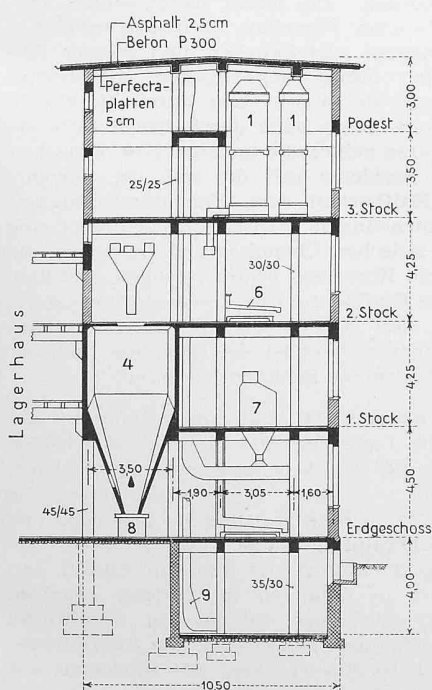 Asphalt 2,5cm
Beton P300
Perfecta-
platten
5cm
1
1
3,00
Podest
25/25
3,50
3.Stock
30/30
6
4,25
2.Stock
Lagerhaus
4
7
4,25
1.Stock
3,50
1,90
3,05
1,60
4,50
45/45
8
Erdgeschoss
9
35/30
4,00
10,50